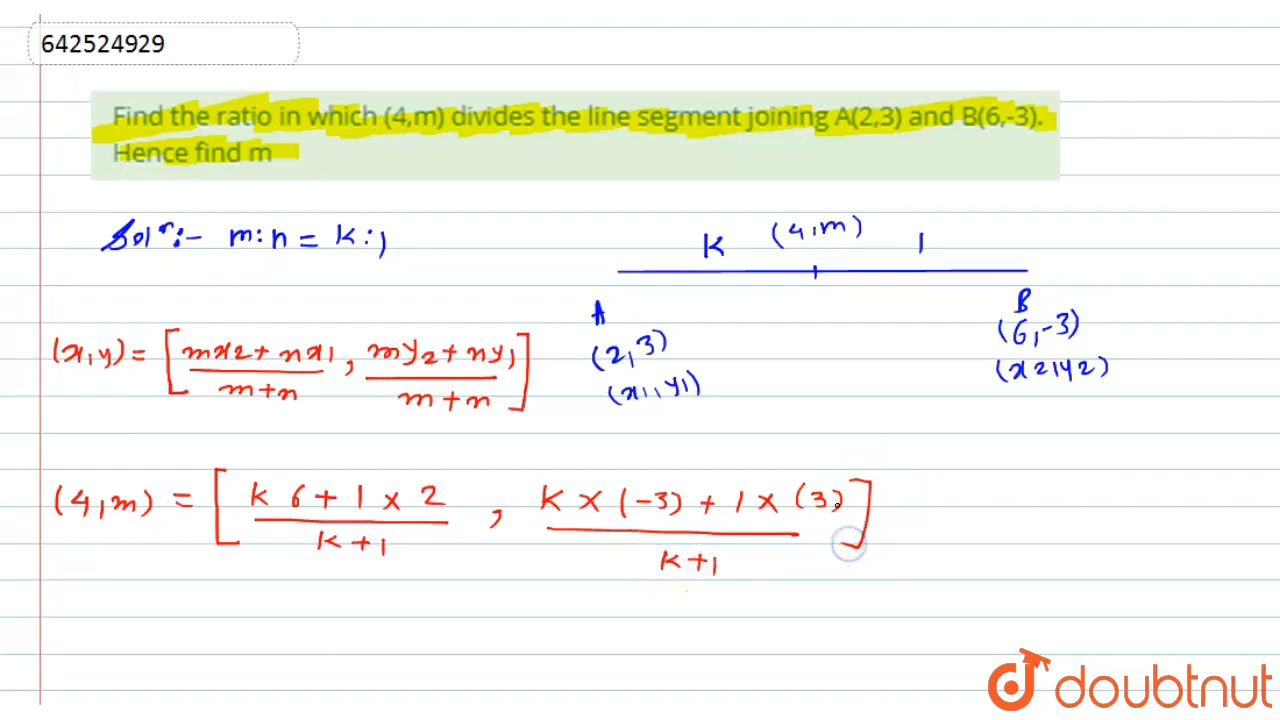 642524929
Find the ratio in which (4,m) divides the line segment joining A(2,3) and B(6,-3).
Hence find m
Solⁿ:- m:n = k:1
K (4,m) 1
A B
(2,3) (6,-3)
(x1,y1) (x2,y2)
(x,y) = [mx2 + nx1 / m+n , my2 + ny1 / m+n]
(4,m) = [k 6 + 1 × 2 / k+1 , k × (-3) + 1 × (3) / k+1]
doubtnut